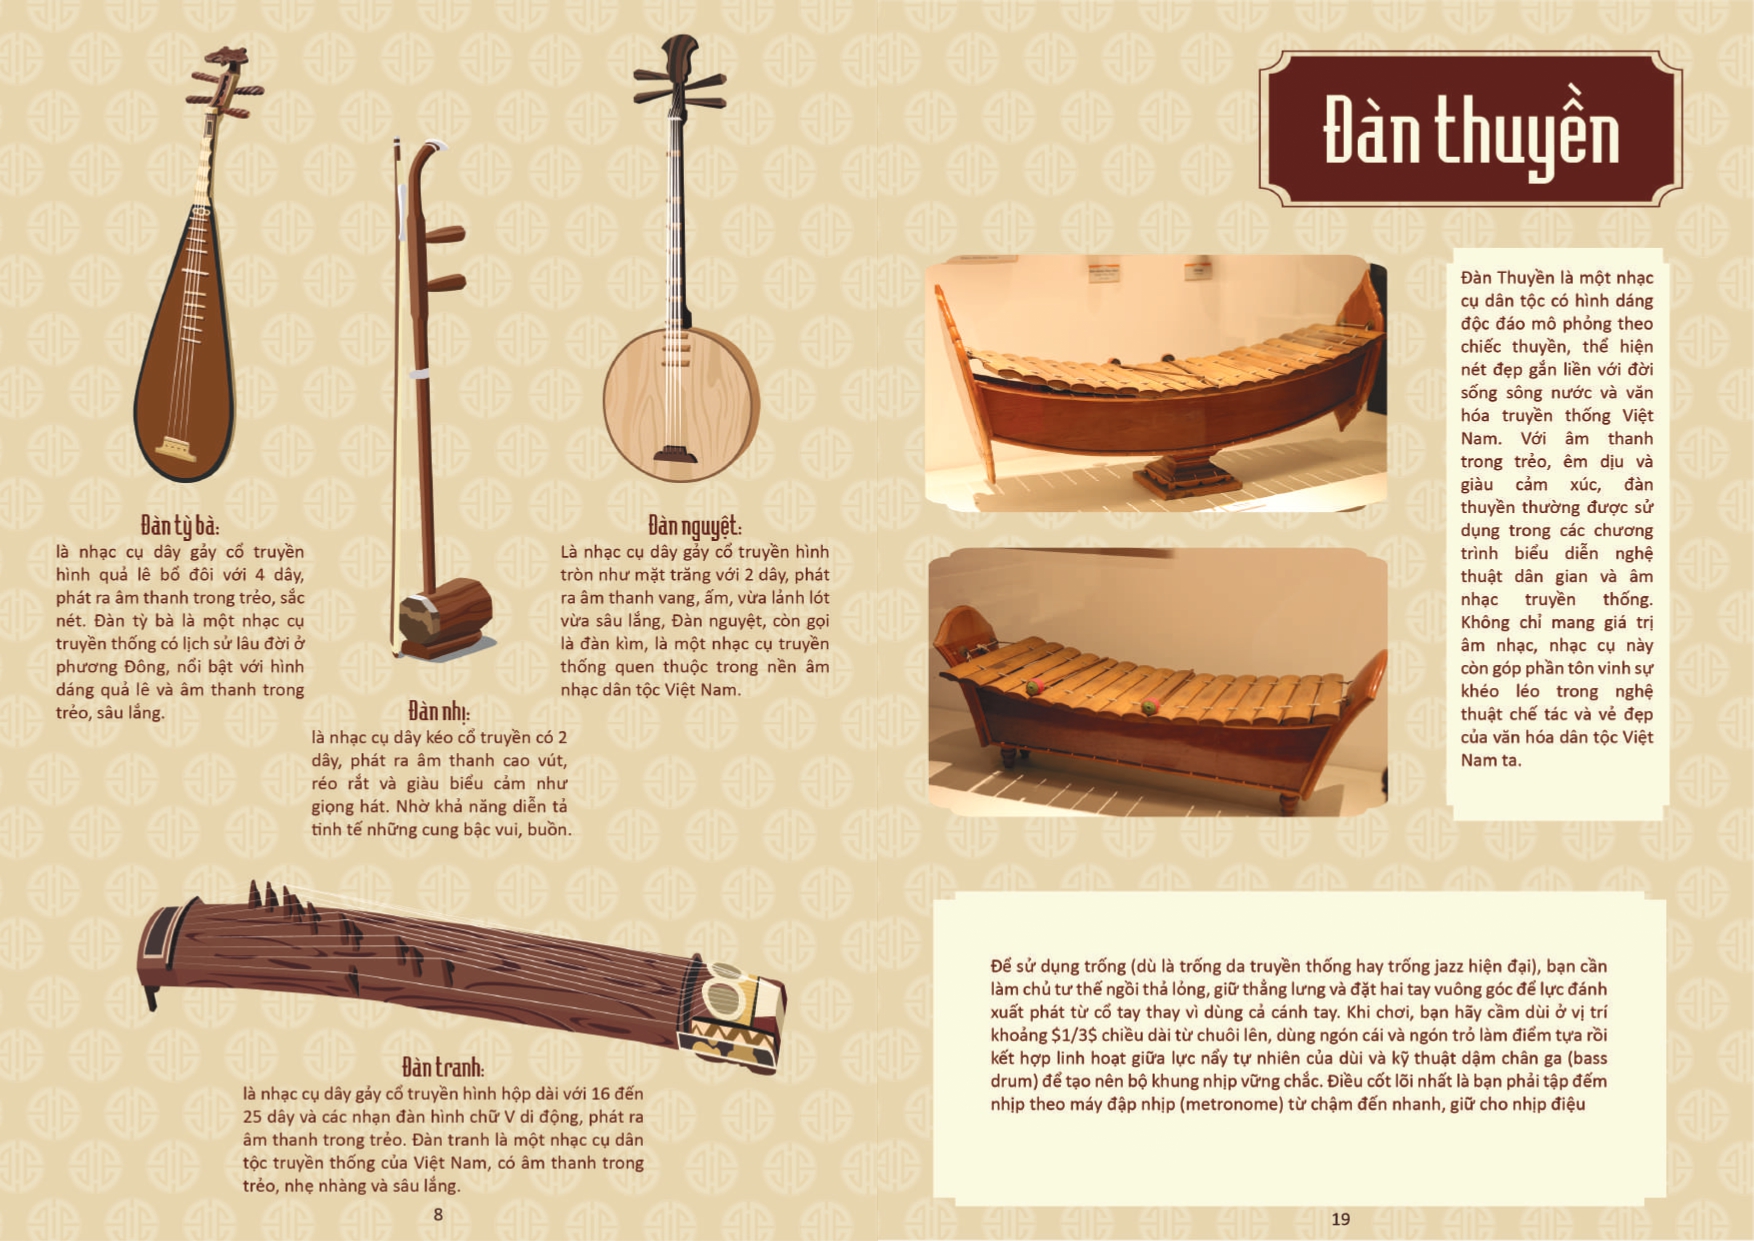 Đàn tỳ bà:
là nhạc cụ dây gảy cổ truyền
hình quả lê bổ đôi với 4 dây,
phát ra âm thanh trong trẻo, sắc
nét. Đàn tỳ bà là một nhạc cụ
truyền thống có lịch sử lâu đời ở
phương Đông, nổi bật với hình
dáng quả lê và âm thanh trong
trẻo, sâu lắng.
Đàn nhị:
là nhạc cụ dây kéo cổ truyền có 2
dây, phát ra âm thanh cao vút,
réo rắt và giàu biểu cảm như
giọng hát. Nhờ khả năng diễn tả
tinh tế những cung bậc vui, buồn.
Đàn nguyệt:
Là nhạc cụ dây gảy cổ truyền hình
tròn như mặt trăng với 2 dây, phát
ra âm thanh vang, ấm, vừa lảnh lót
vừa sâu lắng, Đàn nguyệt, còn gọi
là đàn kìm, là một nhạc cụ truyền
thống quen thuộc trong nền âm
nhạc dân tộc Việt Nam.
Đàn tranh:
là nhạc cụ dây gảy cổ truyền hình hộp dài với 16 đến
25 dây và các nhạn đàn hình chữ V di động, phát ra
âm thanh trong trẻo. Đàn tranh là một nhạc cụ dân
tộc truyền thống của Việt Nam, có âm thanh trong
trẻo, nhẹ nhàng và sâu lắng.
8
Đàn thuyền
Đàn Thuyền là một nhạc
cụ dân tộc có hình dáng
độc đáo mô phỏng theo
chiếc thuyền, thể hiện
nét đẹp gắn liền với đời
sống sông nước và văn
hóa truyền thống Việt
Nam. Với âm thanh
trong trẻo, êm dịu và
giàu cảm xúc, đàn
thuyền thường được sử
dụng trong các chương
trình biểu diễn nghệ
thuật dân gian và âm
nhạc truyền thống.
Không chỉ mang giá trị
âm nhạc, nhạc cụ này
còn góp phần tôn vinh sự
khéo léo trong nghệ
thuật chế tác và vẻ đẹp
của văn hóa dân tộc Việt
Nam ta.
Để sử dụng trống (dù là trống da truyền thống hay trống jazz hiện đại), bạn cần
làm chủ tư thế ngồi thả lỏng, giữ thẳng lưng và đặt hai tay vuông góc để lực đánh
xuất phát từ cổ tay thay vì dùng cả cánh tay. Khi chơi, bạn hãy cầm dùi ở vị trí
khoảng $1/3$ chiều dài từ chuôi lên, dùng ngón cái và ngón trỏ làm điểm tựa rồi
kết hợp linh hoạt giữa lực nẩy tự nhiên của dùi và kỹ thuật dậm chân ga (bass
drum) để tạo nên bộ khung nhịp vững chắc. Điều cốt lõi nhất là bạn phải tập đếm
nhịp theo máy đập nhịp (metronome) từ chậm đến nhanh, giữ cho nhịp điệu
19